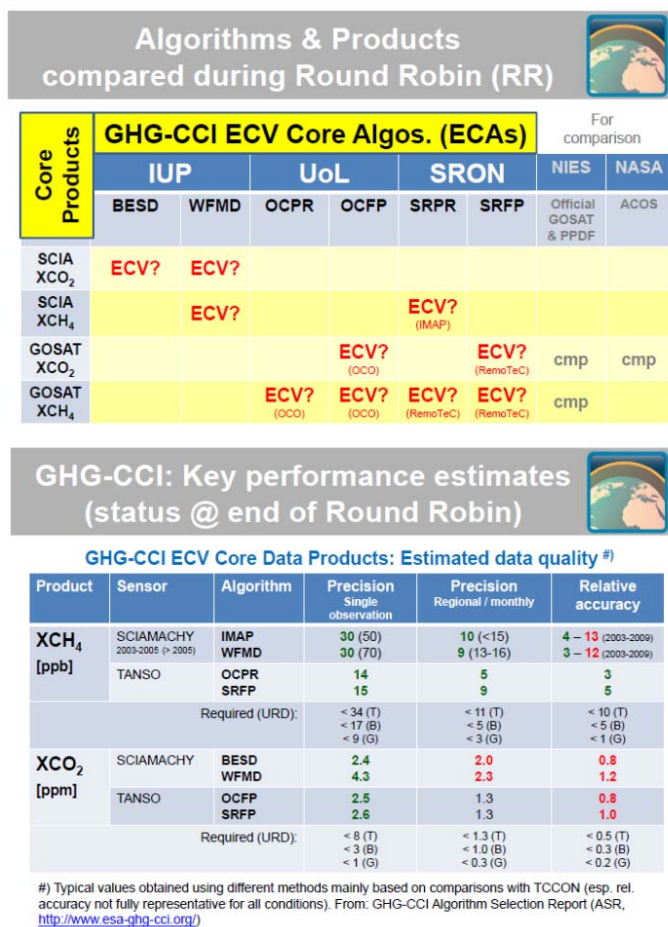 Algorithms & Products
compared during Round Robin (RR)
Core Products
GHG-CCI ECV Core Algos. (ECAs)
For
comparison
IUP UoL SRON NIES NASA
BESD WFMD OCPR OCFP SRPR SRFP Official GOSAT & PPDF ACOS
SCIA XCO2 ECV? ECV?
SCIA XCH4 ECV? ECV? (IMAP)
GOSAT XCO2 ECV? (OCO) ECV? (RemoTeC) cmp cmp
GOSAT XCH4 ECV? (OCO) ECV? (OCO) ECV? (RemoTeC) ECV? (RemoTeC) cmp
GHG-CCI: Key performance estimates
(status @ end of Round Robin)
GHG-CCI ECV Core Data Products: Estimated data quality #)
Product Sensor Algorithm Precision Single observation Precision Regional / monthly Relative accuracy
XCH4 [ppb] SCIAMACHY 2003-2005 (> 2005) IMAP 30 (50) 10 (<15) 4 – 13 (2003-2009)
WFMD 30 (70) 9 (13-16) 3 – 12 (2003-2009)
TANSO OCPR 14 5 3
SRFP 15 9 5
Required (URD): < 34 (T) < 11 (T) < 10 (T)
< 17 (B) < 5 (B) < 5 (B)
< 9 (G) < 3 (G) < 1 (G)
XCO2 [ppm] SCIAMACHY BESD 2.4 2.0 0.8
WFMD 4.3 2.3 1.2
TANSO OCFP 2.5 1.3 0.8
SRFP 2.6 1.3 1.0
Required (URD): < 8 (T) < 1.3 (T) < 0.5 (T)
< 3 (B) < 1.0 (B) < 0.3 (B)
< 1 (G) < 0.3 (G) < 0.2 (G)
#) Typical values obtained using different methods mainly based on comparisons with TCCON (esp. rel.
accuracy not fully representative for all conditions). From: GHG-CCI Algorithm Selection Report (ASR,
http://www.esa-ghg-cci.org/)